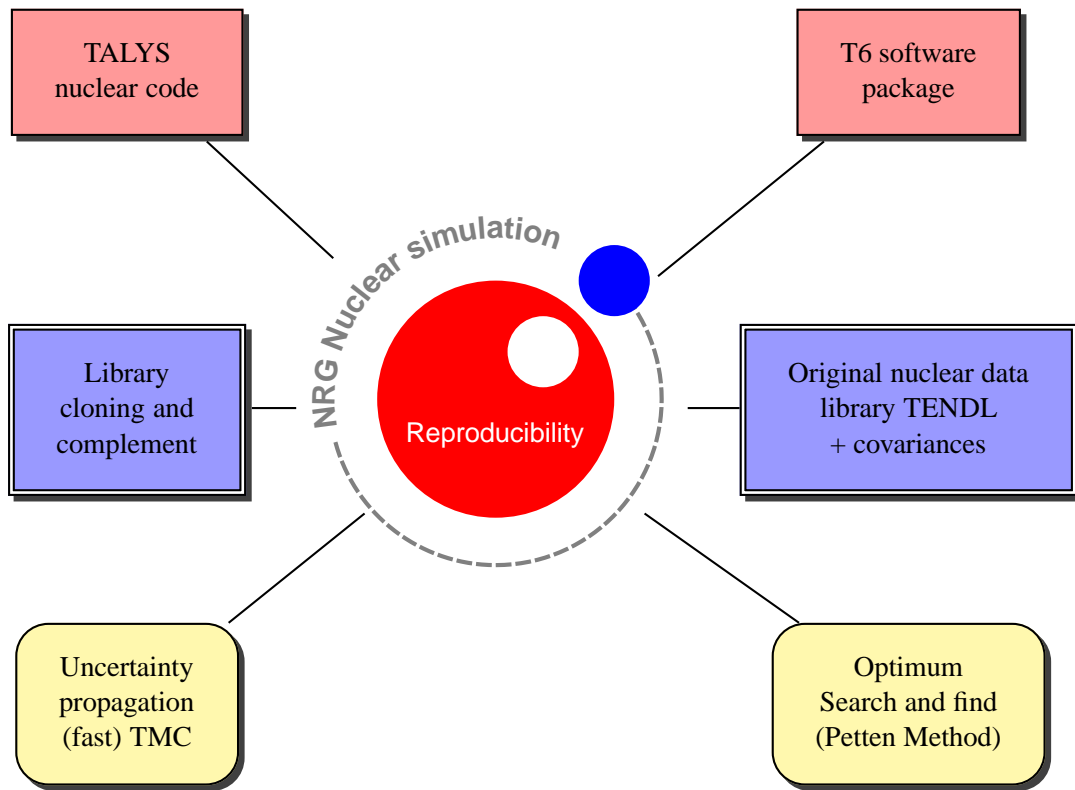 TALYS
nuclear code
T6 software
package
NRG Nuclear simulation
Library
cloning and
complement
Reproducibility
Original nuclear data
library TENDL
+ covariances
Uncertainty
propagation
(fast) TMC
Optimum
Search and find
(Petten Method)